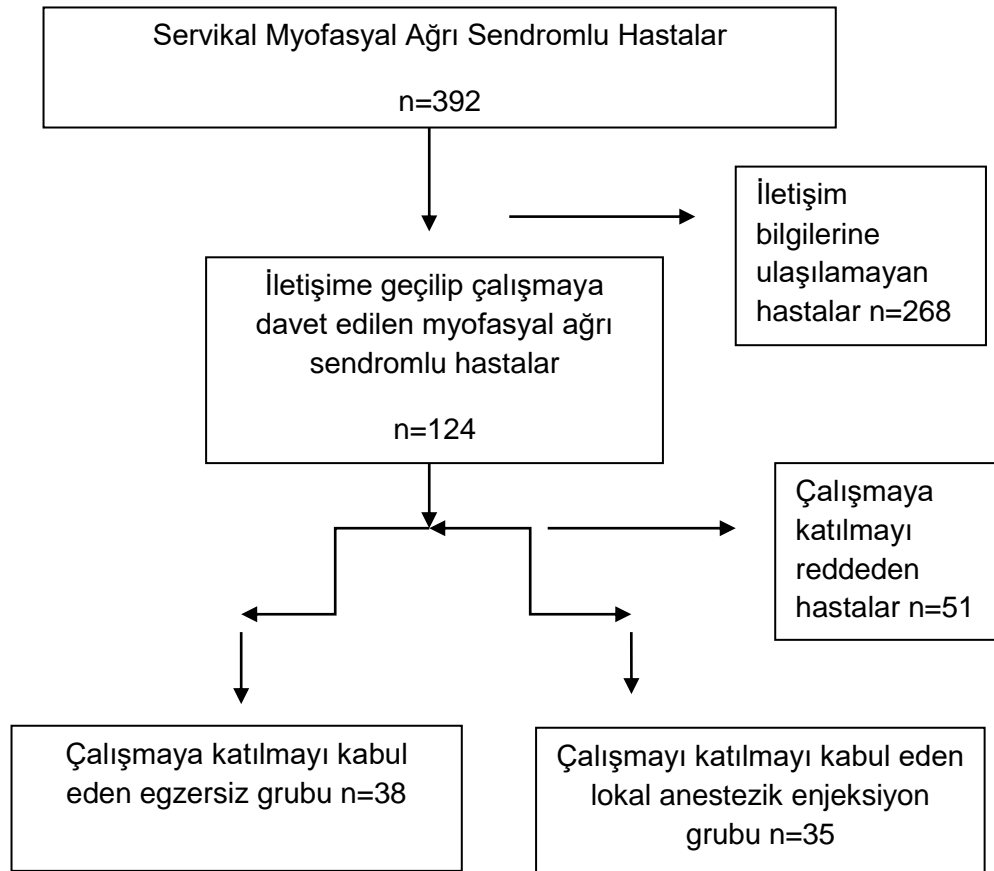 Servikal Myofasyal Ağrı Sendromlu Hastalar
n=392
İletişim
bilgilerine
ulaşılamayan
hastalar n=268
İletişime geçilip çalışmaya
davet edilen myofasyal ağrı
sendromlu hastalar
n=124
Çalışmaya
katılmayı
reddeden
hastalar n=51
Çalışmaya katılmayı kabul
eden egzersiz grubu n=38
Çalışmayı katılmayı kabul eden
lokal anestezik enjeksiyon
grubu n=35